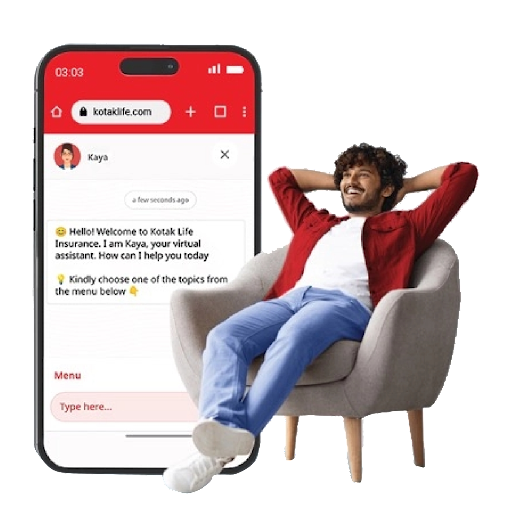 03:03
kotaklife.com
Kaya
a few seconds ago
😊 Hello! Welcome to Kotak Life
Insurance. I am Kaya, your virtual
assistant. How can I help you today
💡 Kindly choose one of the topics from
the menu below 👇
Menu
Type here...